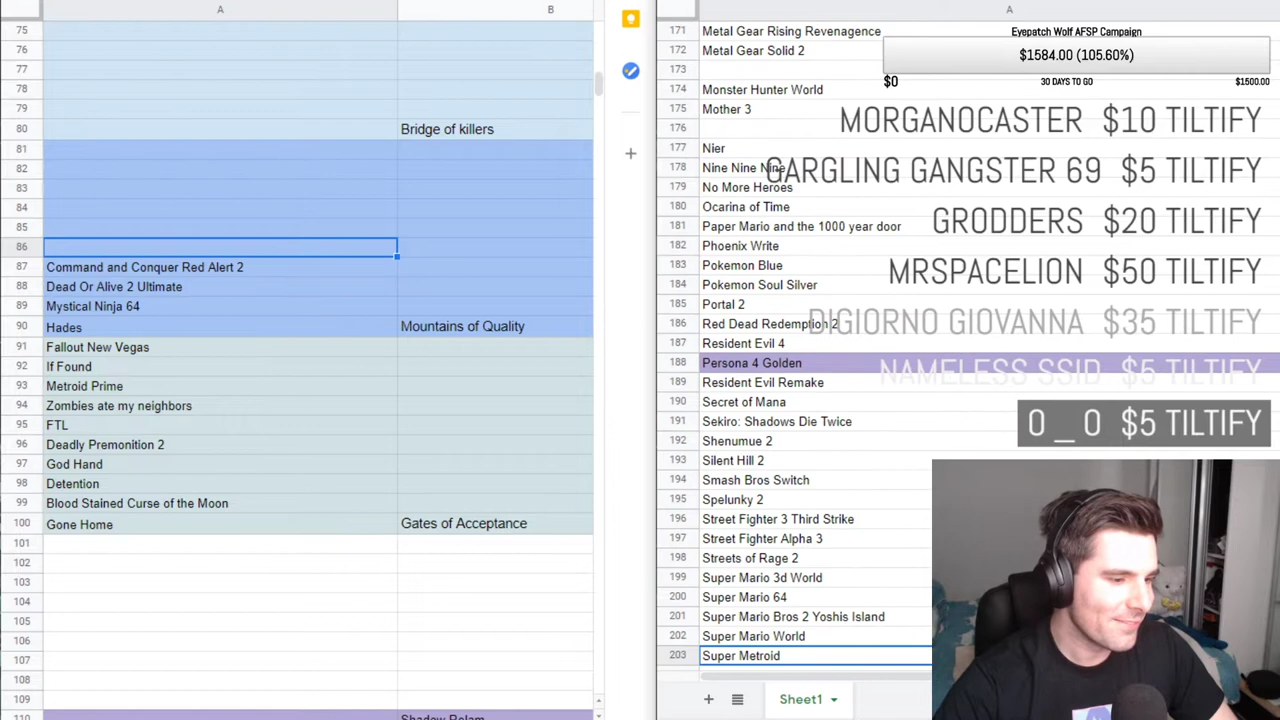 A
B
75
76
77
78
79
80 Bridge of killers
81
82
83
84
85
86
87 Command and Conquer Red Alert 2
88 Dead Or Alive 2 Ultimate
89 Mystical Ninja 64
90 Hades Mountains of Quality
91 Fallout New Vegas
92 If Found
93 Metroid Prime
94 Zombies ate my neighbors
95 FTL
96 Deadly Premonition 2
97 God Hand
98 Detention
99 Blood Stained Curse of the Moon
100 Gone Home Gates of Acceptance
101
102
103
104
105
106
107
108
109
110 Shadow Relam
A
171 Metal Gear Rising Revenagence
172 Metal Gear Solid 2
173
174 Monster Hunter World
175 Mother 3
176
177 Nier
178 Nine Nine Nine
179 No More Heroes
180 Ocarina of Time
181 Paper Mario and the 1000 year door
182 Phoenix Write
183 Pokemon Blue
184 Pokemon Soul Silver
185 Portal 2
186 Red Dead Redemption 2
187 Resident Evil 4
188 Persona 4 Golden
189 Resident Evil Remake
190 Secret of Mana
191 Sekiro: Shadows Die Twice
192 Shenumue 2
193 Silent Hill 2
194 Smash Bros Switch
195 Spelunky 2
196 Street Fighter 3 Third Strike
197 Street Fighter Alpha 3
198 Streets of Rage 2
199 Super Mario 3d World
200 Super Mario 64
201 Super Mario Bros 2 Yoshis Island
202 Super Mario World
203 Super Metroid
Sheet1
Eyepatch Wolf AFSP Campaign
$1584.00 (105.60%)
$0 30 DAYS TO GO $1500.00
MORGANOCASTER $10 TILTIFY
GARGLING GANGSTER 69 $5 TILTIFY
GRODDERS $20 TILTIFY
MRSPACELION $50 TILTIFY
DIGIORNO GIOVANNA $35 TILTIFY
NAMELESS SSID $5 TILTIFY
0 _ 0 $5 TILTIFY